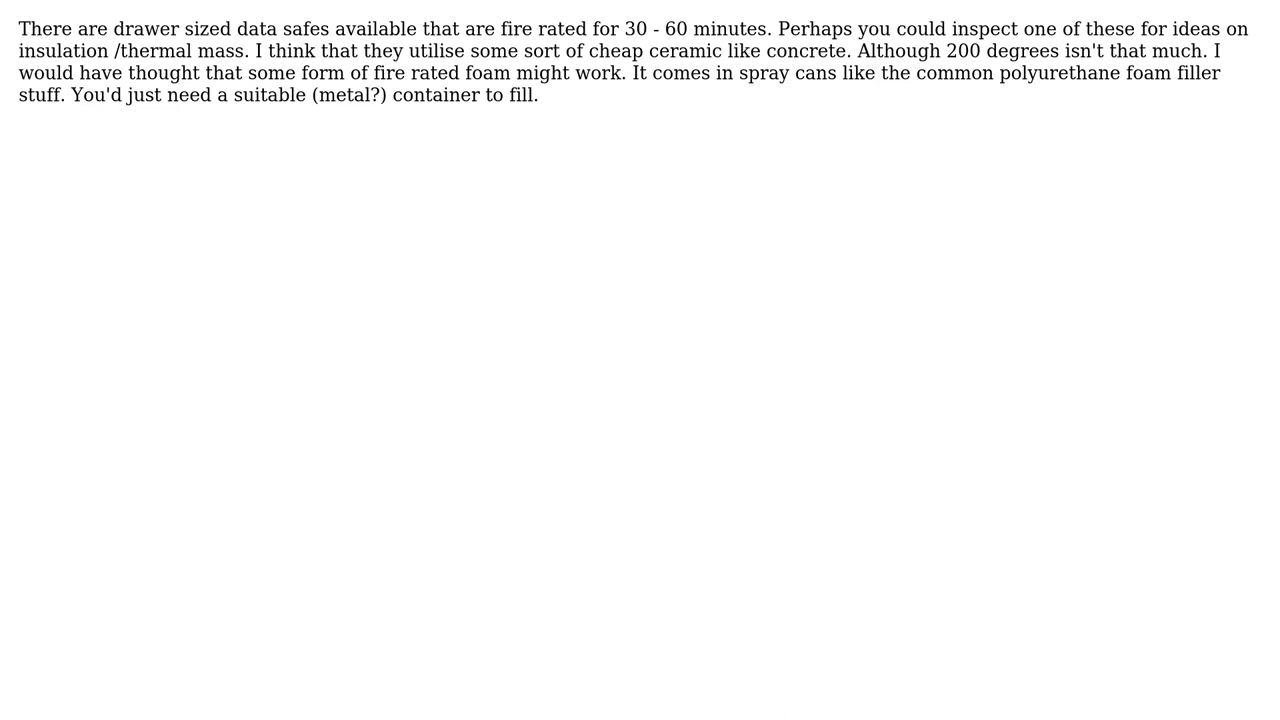 There are drawer sized data safes available that are fire rated for 30 - 60 minutes. Perhaps you could inspect one of these for ideas on
insulation /thermal mass. I think that they utilise some sort of cheap ceramic like concrete. Although 200 degrees isn't that much. I
would have thought that some form of fire rated foam might work. It comes in spray cans like the common polyurethane foam filler
stuff. You'd just need a suitable (metal?) container to fill.